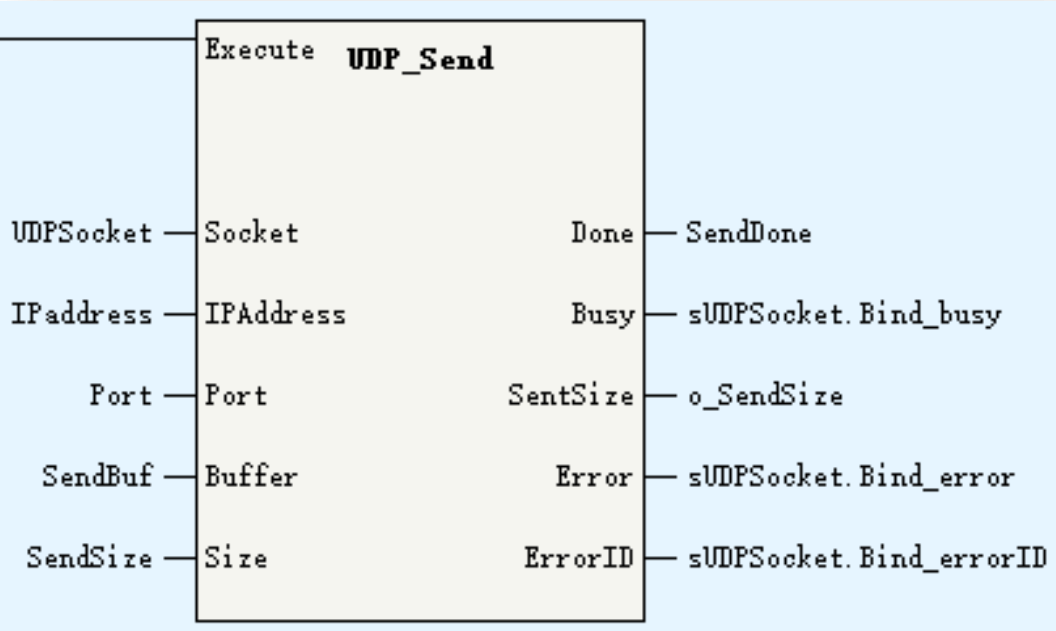 Execute UDP_Send
UDPSocket Socket Done SendDone
IPaddress IPAddress Busy sUDPSocket.Bind_busy
Port Port SentSize o_SendSize
SendBuf Buffer Error sUDPSocket.Bind_error
SendSize Size ErrorID sUDPSocket.Bind_errorID